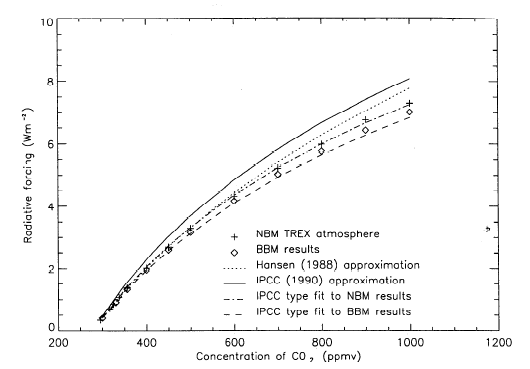 10
8
6
4
2
0
Radiative forcing (Wm⁻²)
NBM TREX atmosphere
BBM results
Hansen (1988) approximation
IPCC (1990) approximation
IPCC type fit to NBM results
IPCC type fit to BBM results
200 400 600 800 1000 1200
Concentration of CO₂ (ppmv)